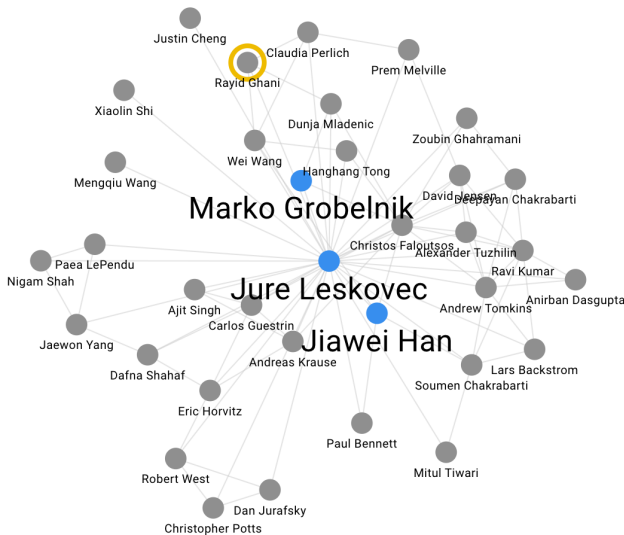 Justin Cheng
Claudia Perlich
Prem Melville
Rayid Ghani
Xiaolin Shi
Dunja Mladenic
Zoubin Ghahramani
Wei Wang
Hanghang Tong
Mengqiu Wang
David Jensen
Deepayan Chakrabarti
Marko Grobelnik
Christos Faloutsos
Alexander Tuzhilin
Paea LePendu
Ravi Kumar
Nigam Shah
Jure Leskovec
Anirban Dasgupta
Ajit Singh
Andrew Tomkins
Carlos Guestrin
Jiawei Han
Jaewon Yang
Andreas Krause
Lars Backstrom
Dafna Shahaf
Soumen Chakrabarti
Eric Horvitz
Paul Bennett
Mitul Tiwari
Robert West
Dan Jurafsky
Christopher Potts